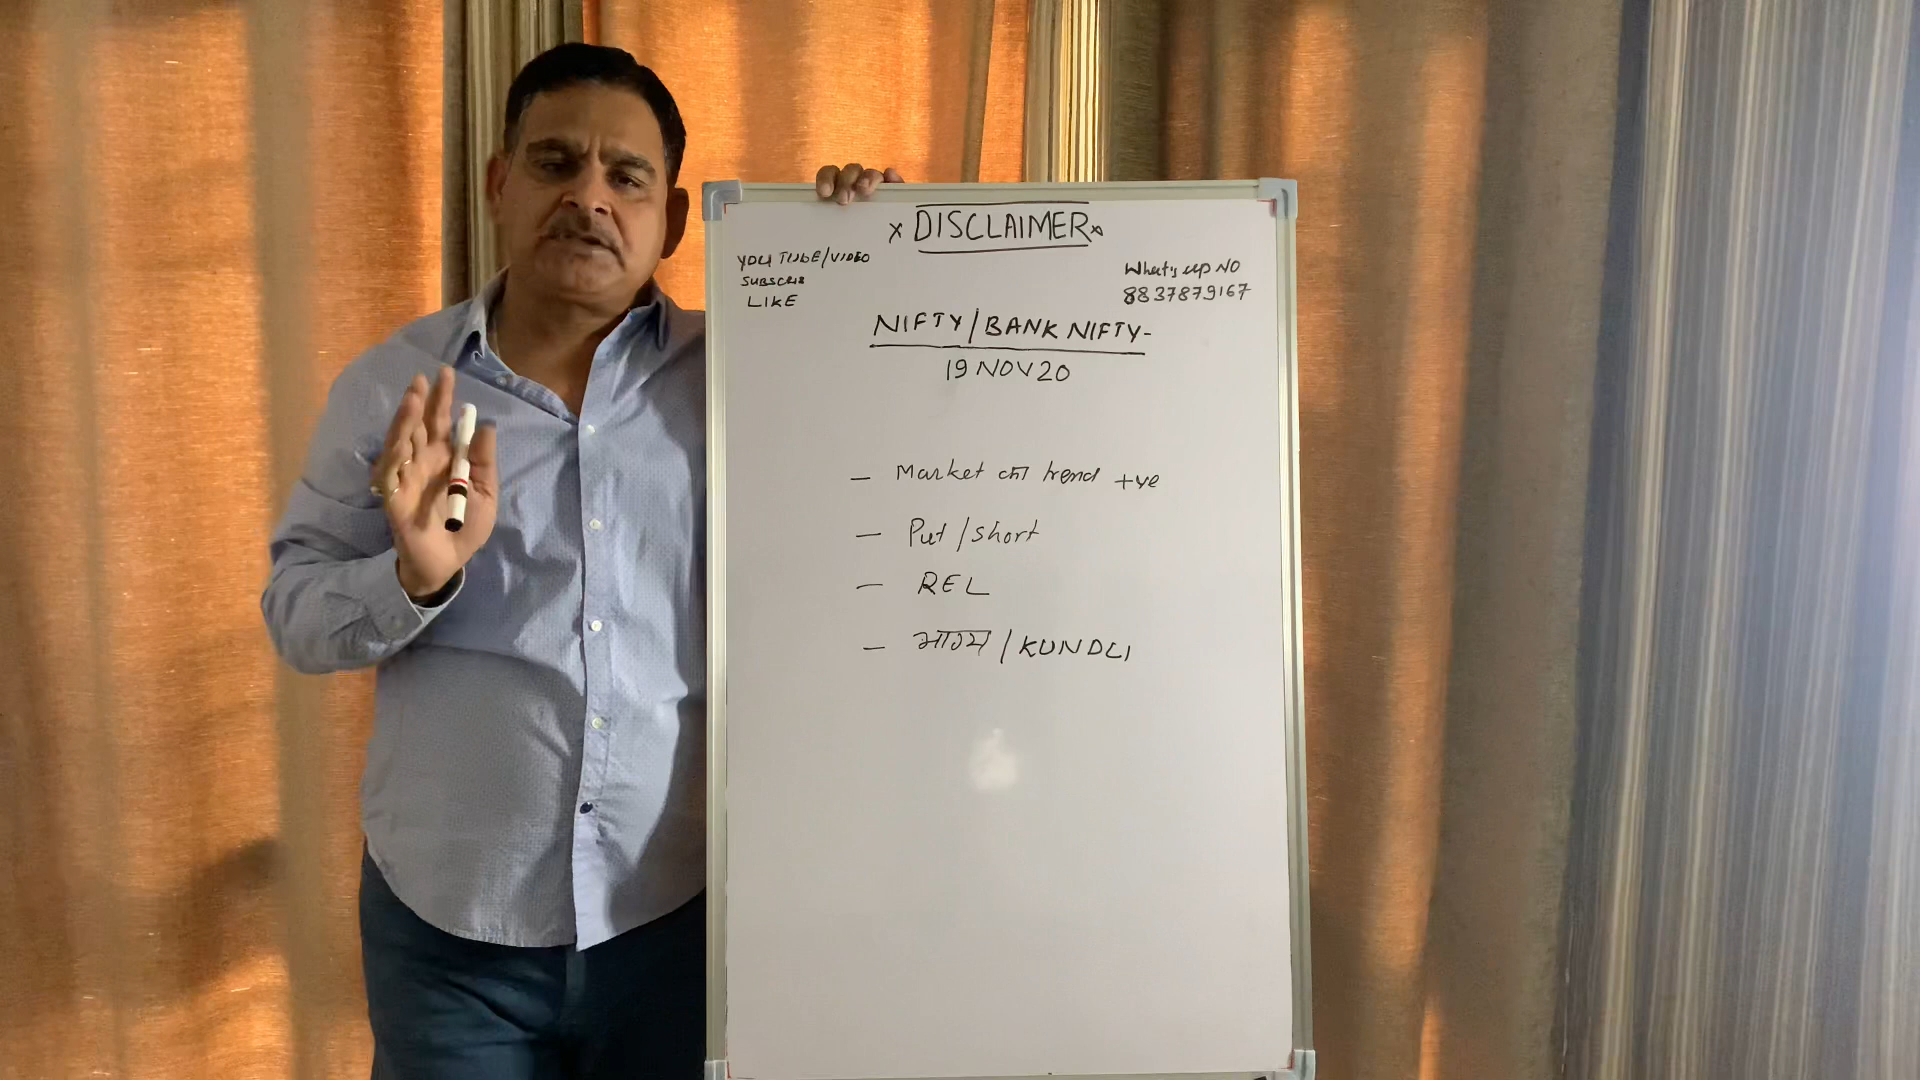 x DISCLAIMER x
YOU TUBE/VIDEO
SUBSCRIB
LIKE
What's up NO
8837879167
NIFTY/BANK NIFTY-
19 NOV 20
— Market का trend +ve
— Put/short
— REL
— भाग्य/KUNDLI